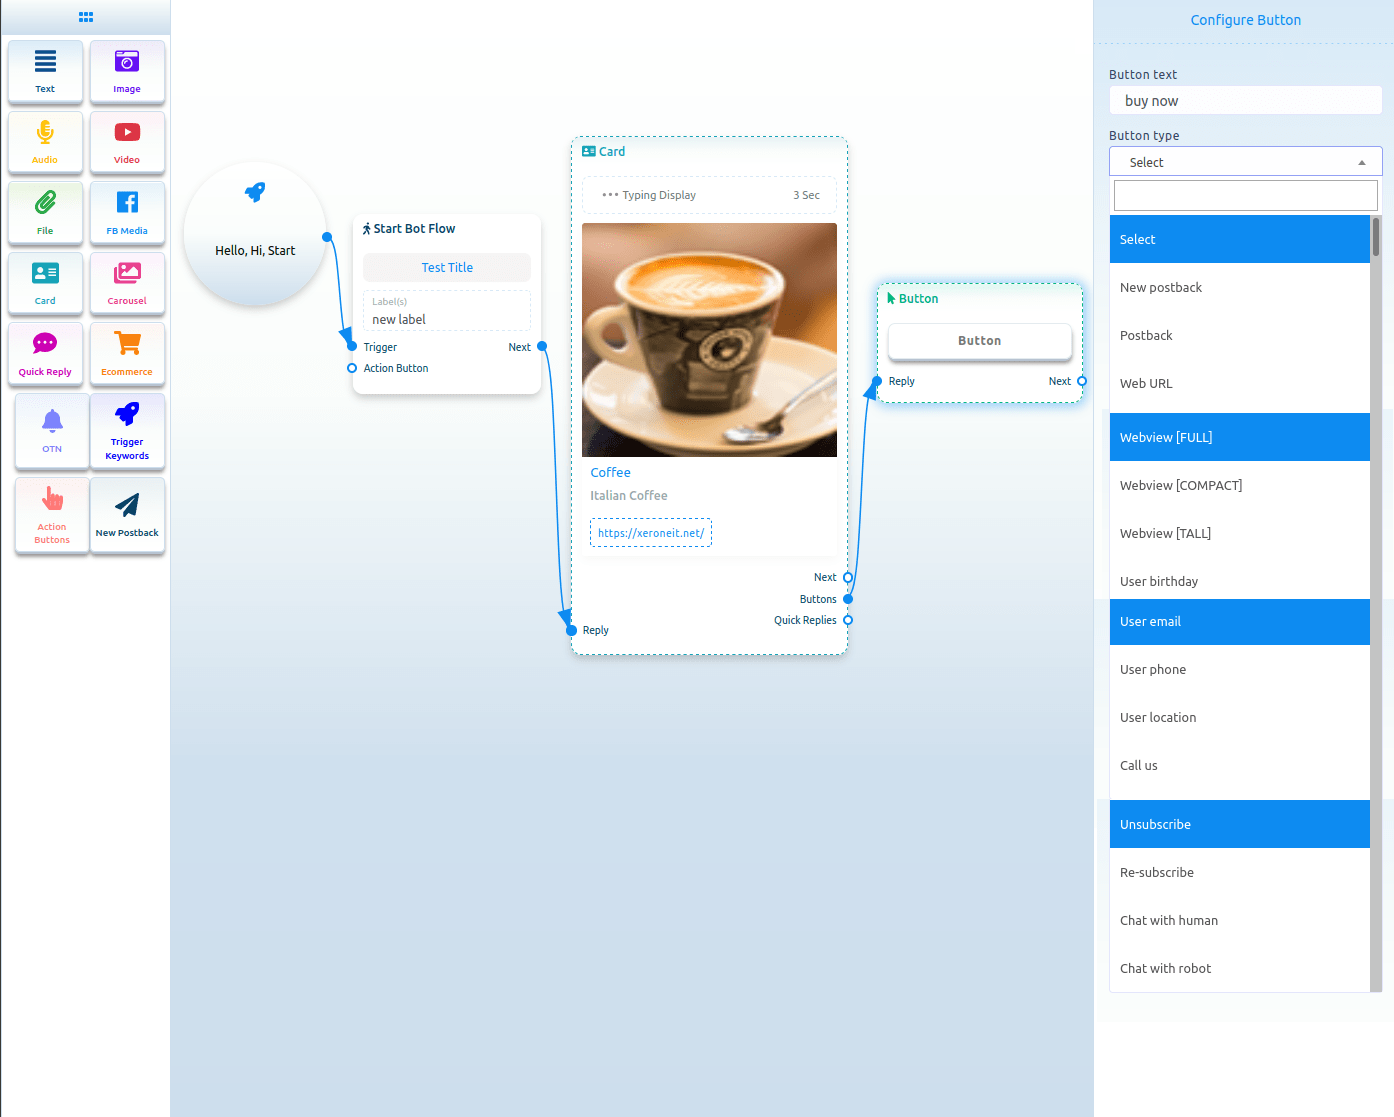 Text
Image
Audio
Video
File
FB Media
Card
Carousel
Quick Reply
Ecommerce
OTN
Trigger
Keywords
Action
Buttons
New Postback
Hello, Hi, Start
Start Bot Flow
Test Title
Label(s)
new label
Trigger
Next
Action Button
Card
Typing Display
3 Sec
Coffee
Italian Coffee
https://xeroneit.net/
Next
Buttons
Quick Replies
Reply
Button
Button
Reply
Next
Configure Button
Button text
buy now
Button type
Select
Select
New postback
Postback
Web URL
Webview [FULL]
Webview [COMPACT]
Webview [TALL]
User birthday
User email
User phone
User location
Call us
Unsubscribe
Re-subscribe
Chat with human
Chat with robot